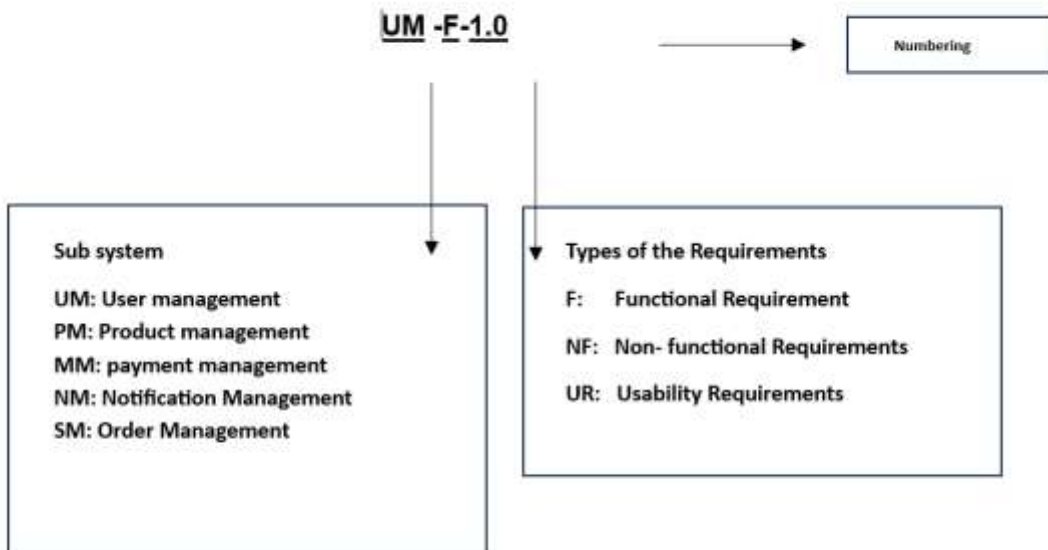 UM -F-1.0
Numbering
Sub system
UM: User management
PM: Product management
MM: payment management
NM: Notification Management
SM: Order Management
Types of the Requirements
F: Functional Requirement
NF: Non- functional Requirements
UR: Usability Requirements